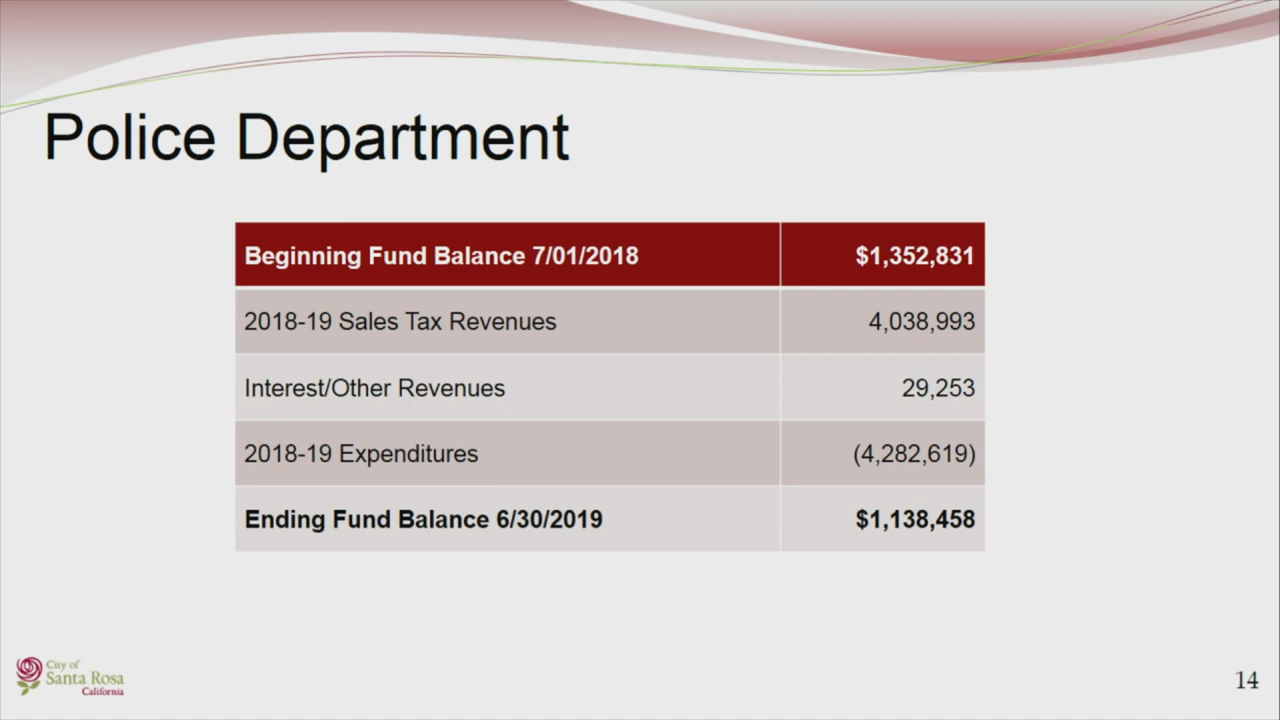 Police Department
Beginning Fund Balance 7/01/2018 $1,352,831
2018-19 Sales Tax Revenues 4,038,993
Interest/Other Revenues 29,253
2018-19 Expenditures (4,282,619)
Ending Fund Balance 6/30/2019 $1,138,458
City of
Santa Rosa
California
14